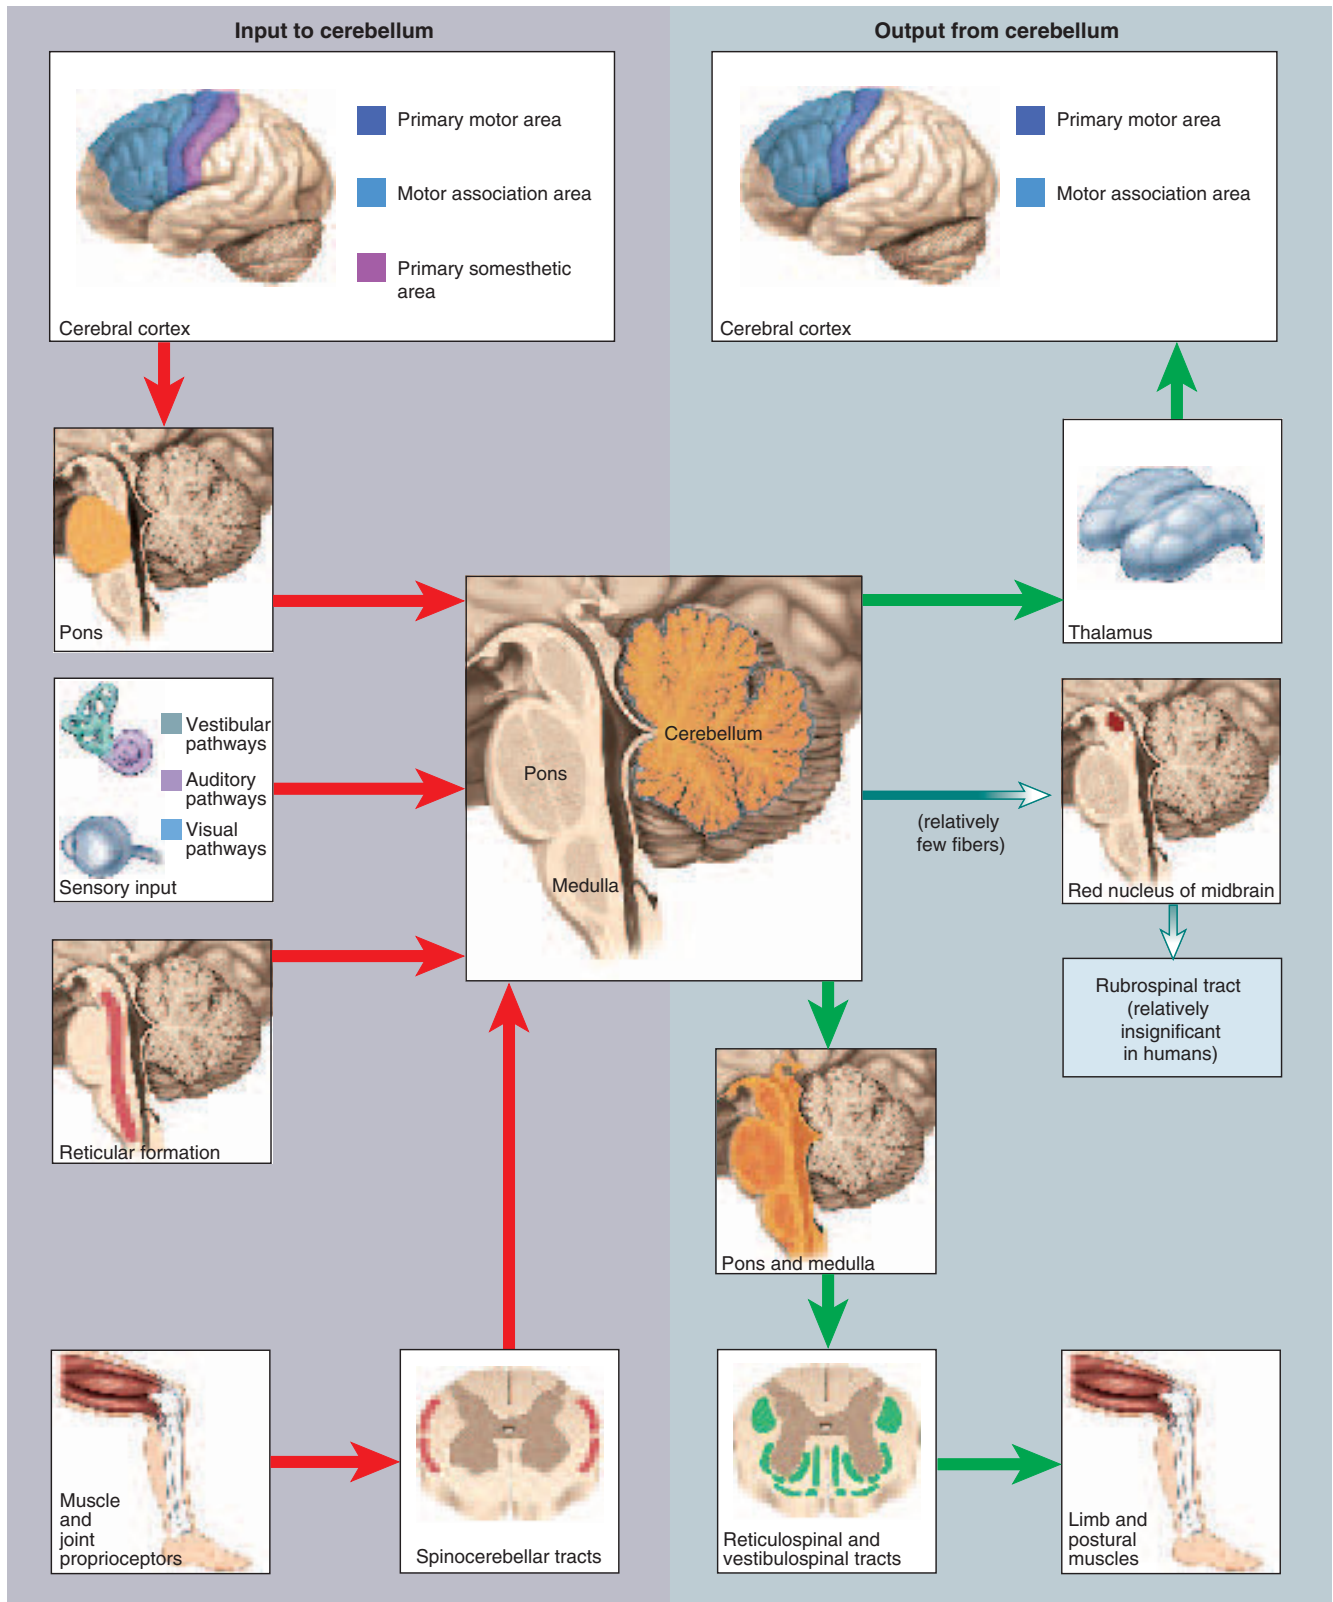 Input to cerebellum
Primary motor area
Motor association area
Primary somesthetic
area
Cerebral cortex
Pons
Vestibular
pathways
Auditory
pathways
Visual
pathways
Sensory input
Reticular formation
Muscle
and
joint
proprioceptors
Spinocerebellar tracts
Cerebellum
Pons
Medulla
Output from cerebellum
Primary motor area
Motor association area
Cerebral cortex
Thalamus
(relatively
few fibers)
Red nucleus of midbrain
Rubrospinal tract
(relatively
insignificant
in humans)
Pons and medulla
Reticulospinal and
vestibulospinal tracts
Limb and
postural
muscles